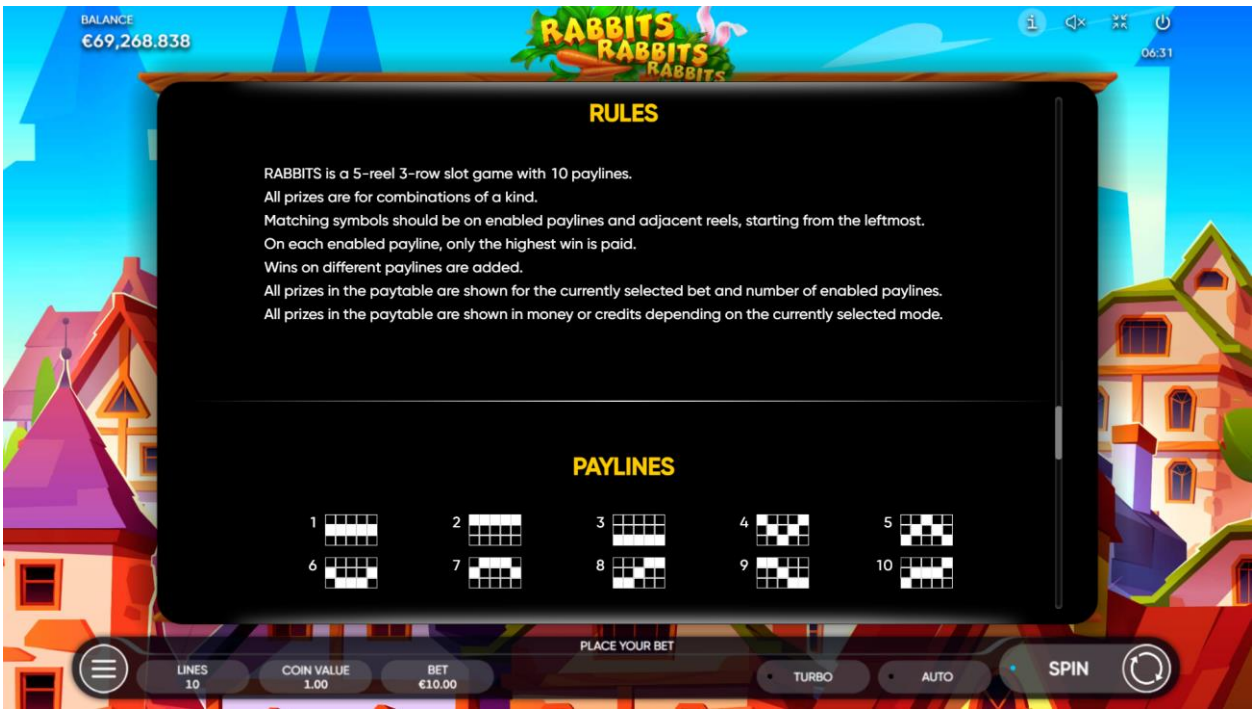 BALANCE
€69,268.838
RABBITS
RABBITS
RABBITS
06:31
RULES
RABBITS is a 5-reel 3-row slot game with 10 paylines.
All prizes are for combinations of a kind.
Matching symbols should be on enabled paylines and adjacent reels, starting from the leftmost.
On each enabled payline, only the highest win is paid.
Wins on different paylines are added.
All prizes in the paytable are shown for the currently selected bet and number of enabled paylines.
All prizes in the paytable are shown in money or credits depending on the currently selected mode.
PAYLINES
1 2 3 4 5
6 7 8 9 10
PLACE YOUR BET
LINES
10
COIN VALUE
1.00
BET
€10.00
TURBO
AUTO
SPIN